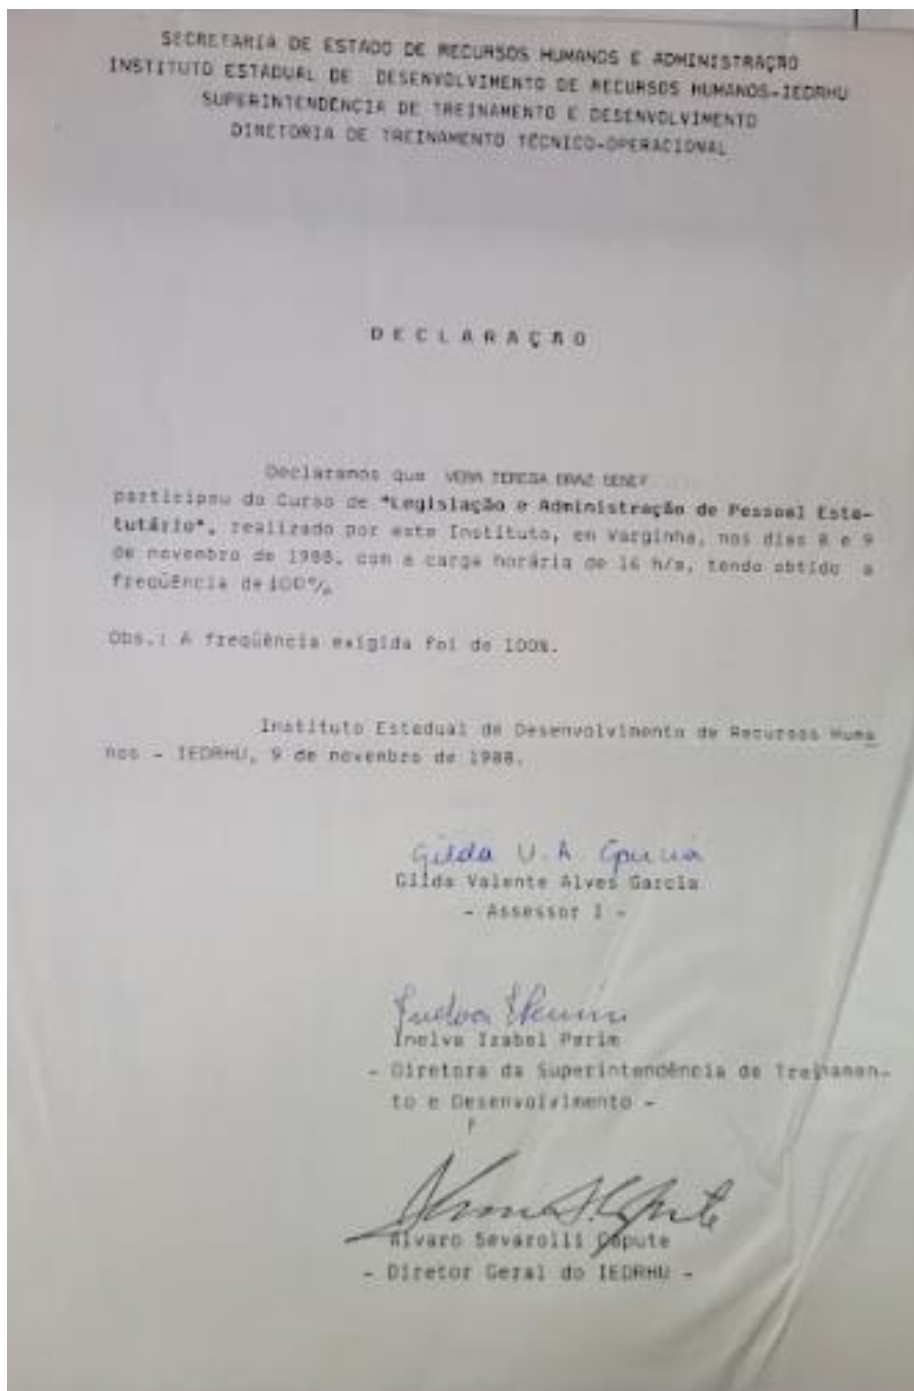 SECRETARIA DE ESTADO DE RECURSOS HUMANOS E ADMINISTRAÇÃO
INSTITUTO ESTADUAL DE DESENVOLVIMENTO DE RECURSOS HUMANOS-IEDRHU
SUPERINTENDÊNCIA DE TREINAMENTO E DESENVOLVIMENTO
DIRETORIA DE TREINAMENTO TÉCNICO-OPERACIONAL
D E C L A R A Ç Ã O
Declaramos que VERA TEREZA
participou do Curso de "Legislação e Administração de Pessoal Esta-
tutário", realizado por este Instituto, em Varginha, nos dias 8 e 9
de novembro de 1988, com a carga horária de 16 h/a, tendo obtido a
freqüência de 100%.
Obs.: A freqüência exigida foi de 100%.
Instituto Estadual de Desenvolvimento de Recursos Huma
nos - IEDRHU, 9 de novembro de 1988.
Gilda V. A. Garcia
Gilda Valente Alves Garcia
- Assessor I -
Inelva Izabel Perim
- Diretora da Superintendência de Treinamen-
to e Desenvolvimento -
Alvaro Sevarolli Capute
- Diretor Geral do IEDRHU -